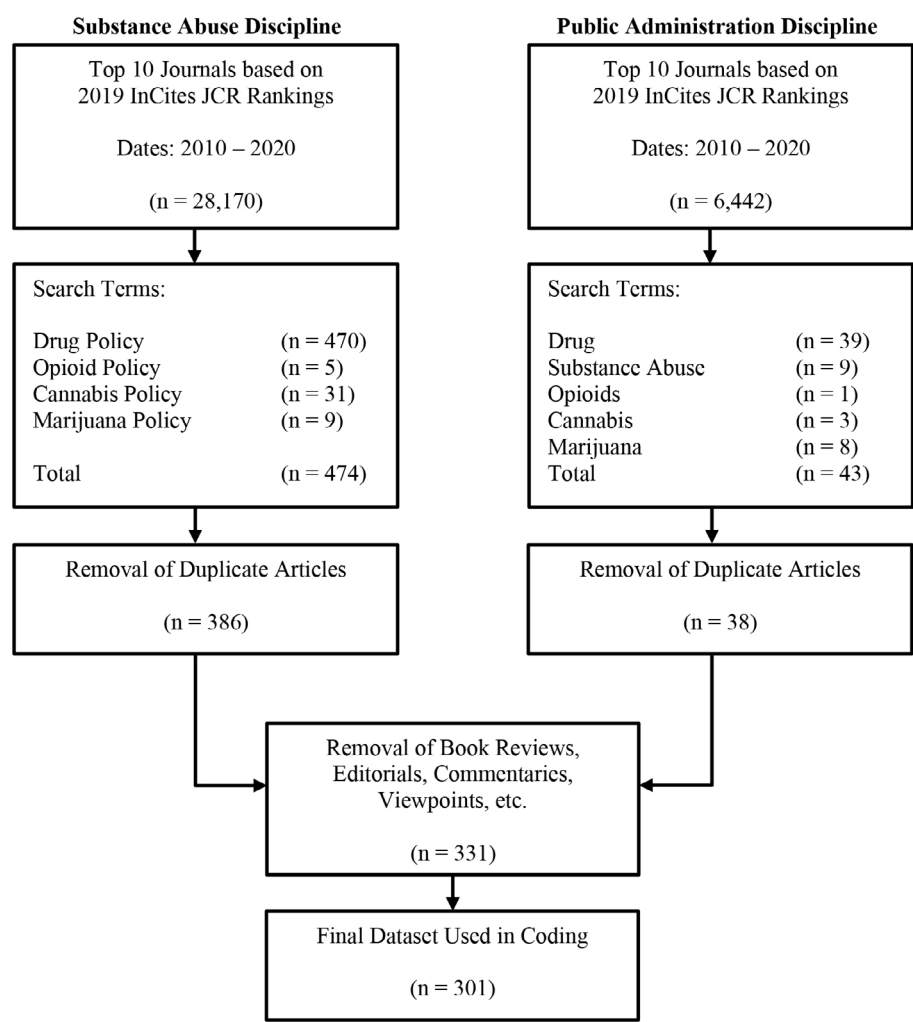 Substance Abuse Discipline
Top 10 Journals based on
2019 InCites JCR Rankings
Dates: 2010 – 2020
(n = 28,170)
Search Terms:
Drug Policy (n = 470)
Opioid Policy (n = 5)
Cannabis Policy (n = 31)
Marijuana Policy (n = 9)
Total (n = 474)
Removal of Duplicate Articles
(n = 386)
Public Administration Discipline
Top 10 Journals based on
2019 InCites JCR Rankings
Dates: 2010 – 2020
(n = 6,442)
Search Terms:
Drug (n = 39)
Substance Abuse (n = 9)
Opioids (n = 1)
Cannabis (n = 3)
Marijuana (n = 8)
Total (n = 43)
Removal of Duplicate Articles
(n = 38)
Removal of Book Reviews,
Editorials, Commentaries,
Viewpoints, etc.
(n = 331)
Final Dataset Used in Coding
(n = 301)